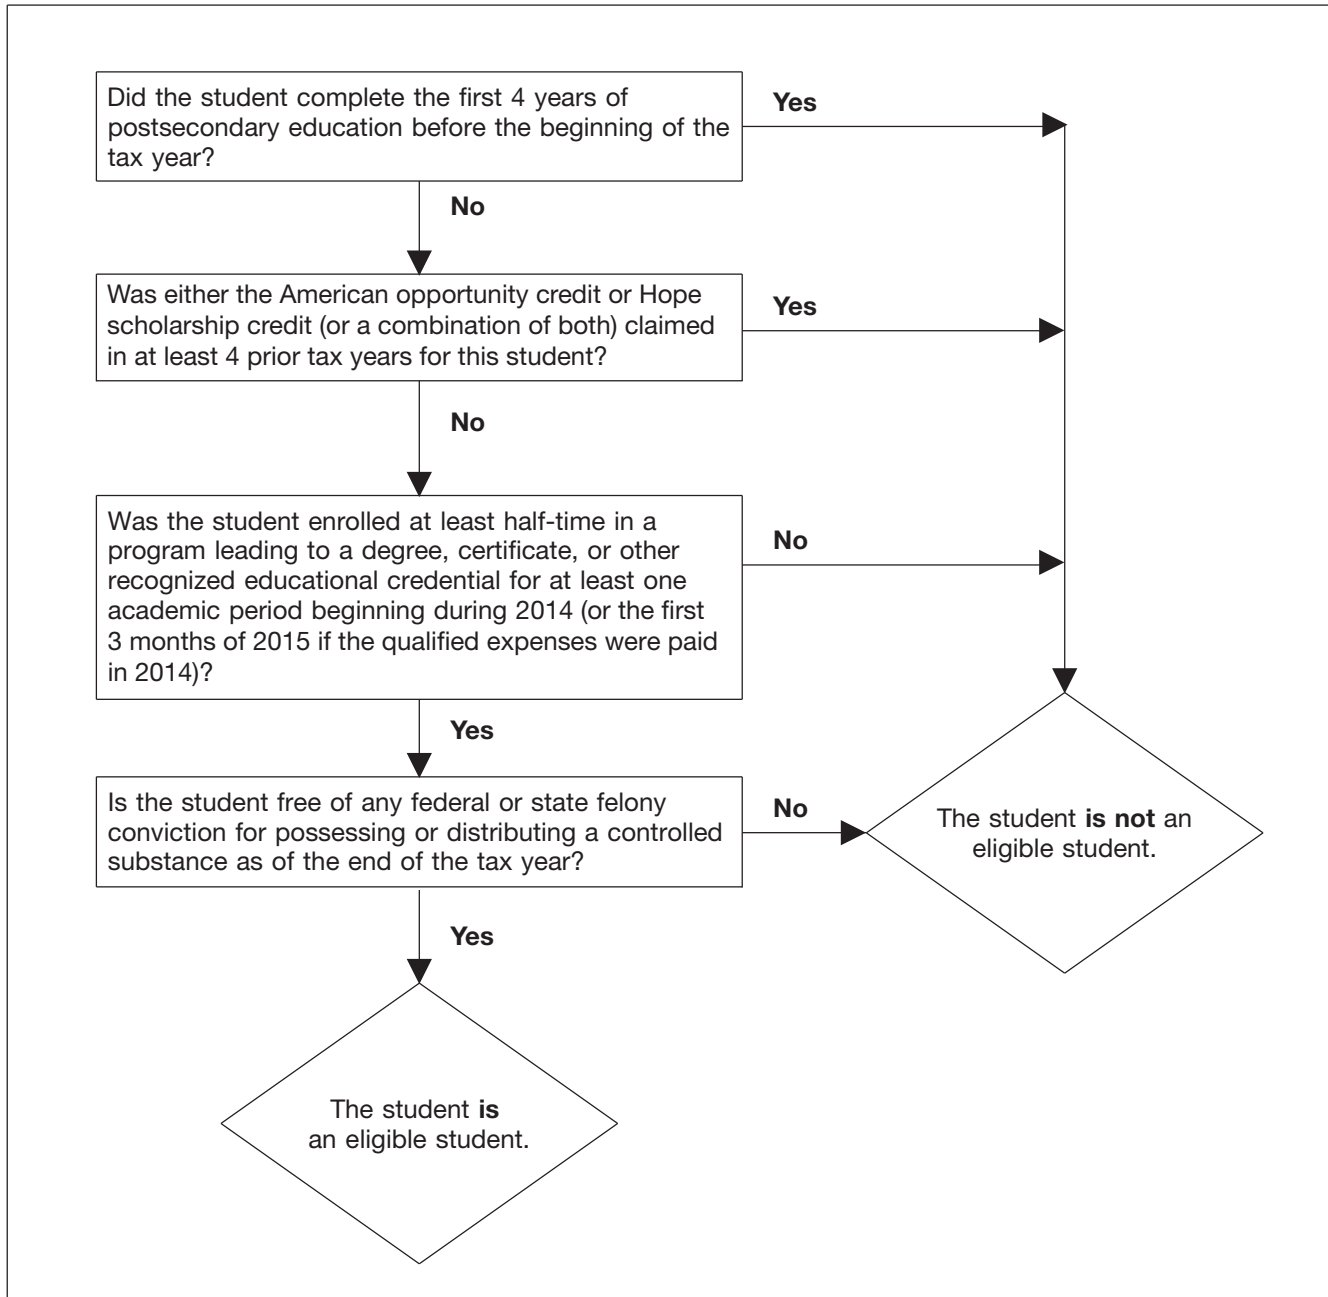 Did the student complete the first 4 years of
postsecondary education before the beginning of the
tax year?
Yes
No
Was either the American opportunity credit or Hope
scholarship credit (or a combination of both) claimed
in at least 4 prior tax years for this student?
Yes
No
Was the student enrolled at least half-time in a
program leading to a degree, certificate, or other
recognized educational credential for at least one
academic period beginning during 2014 (or the first
3 months of 2015 if the qualified expenses were paid
in 2014)?
No
Yes
Is the student free of any federal or state felony
conviction for possessing or distributing a controlled
substance as of the end of the tax year?
No
The student is not an
eligible student.
Yes
The student is
an eligible student.